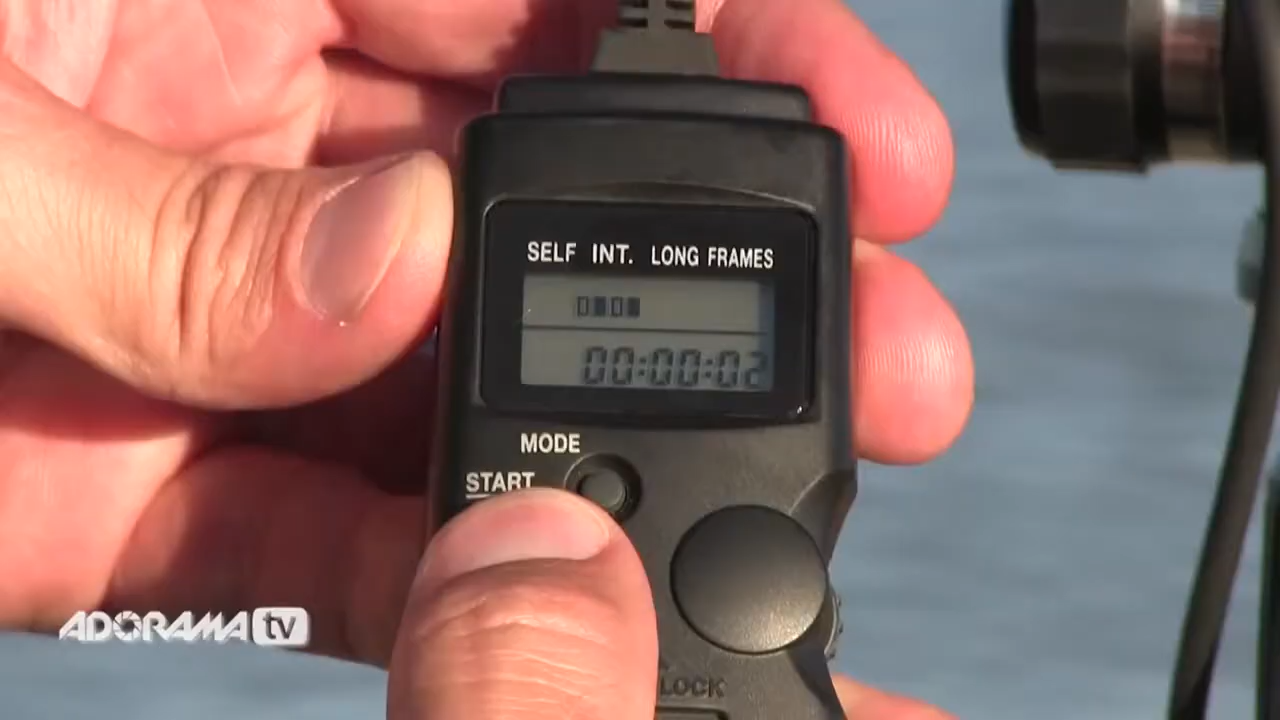 SELF INT. LONG FRAMES
00:00:02
MODE
START
LOCK
ADORAMA tv